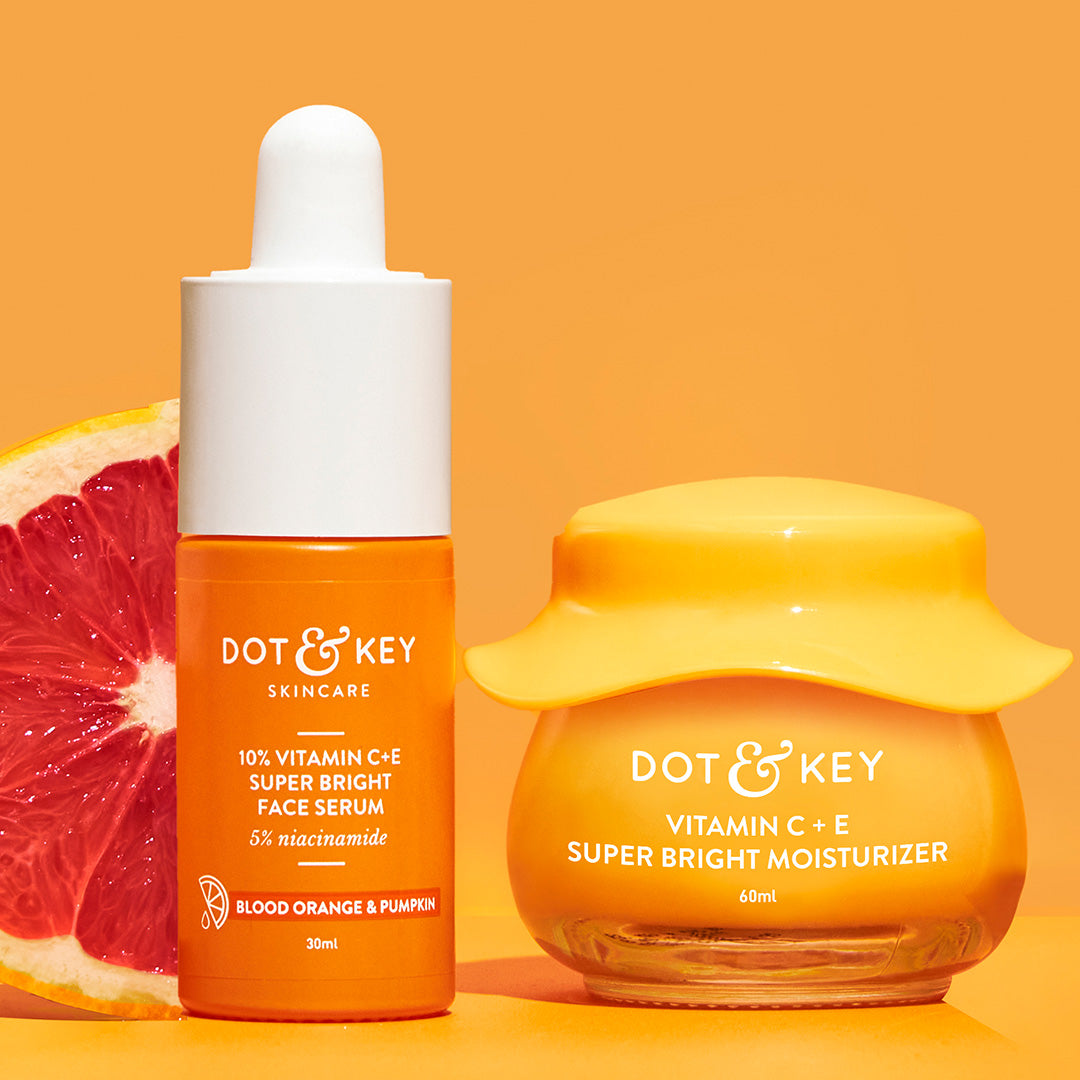 DOT & KEY
SKINCARE
10% VITAMIN C+E
SUPER BRIGHT
FACE SERUM
5% niacinamide
BLOOD ORANGE & PUMPKIN
30ml
DOT & KEY
VITAMIN C + E
SUPER BRIGHT MOISTURIZER
60ml